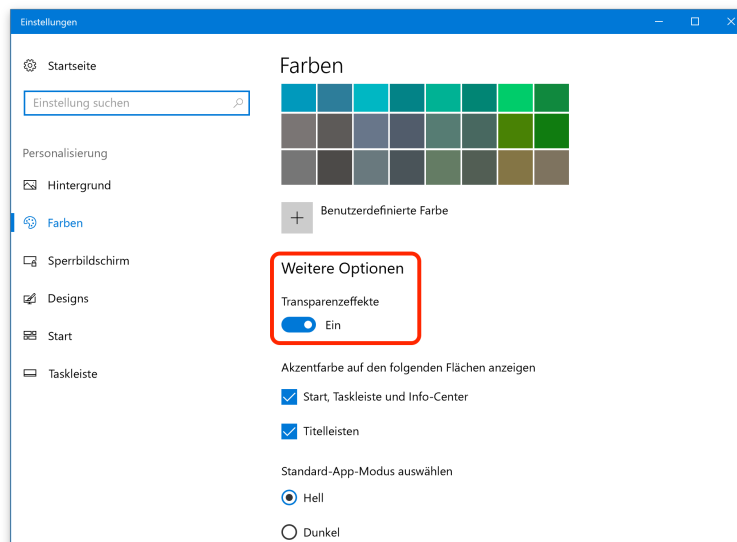 Einstellungen
Startseite
Einstellung suchen
Personalisierung
Hintergrund
Farben
Sperrbildschirm
Designs
Start
Taskleiste
Farben
Benutzerdefinierte Farbe
Weitere Optionen
Transparenzeffekte
Ein
Akzentfarbe auf den folgenden Flächen anzeigen
Start, Taskleiste und Info-Center
Titelleisten
Standard-App-Modus auswählen
Hell
Dunkel